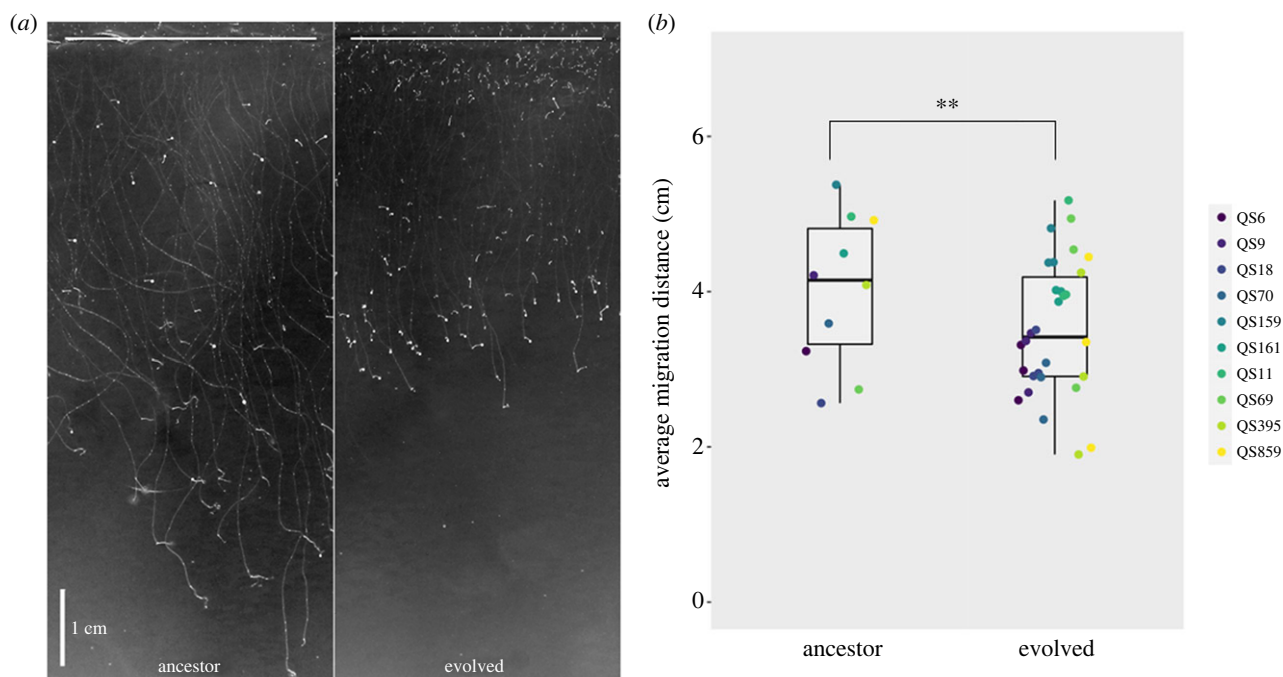 (a)
1 cm
ancestor
evolved
(b)
**
average migration distance (cm)
6
4
2
0
ancestor
evolved
QS6
QS9
QS18
QS70
QS159
QS161
QS11
QS69
QS395
QS859